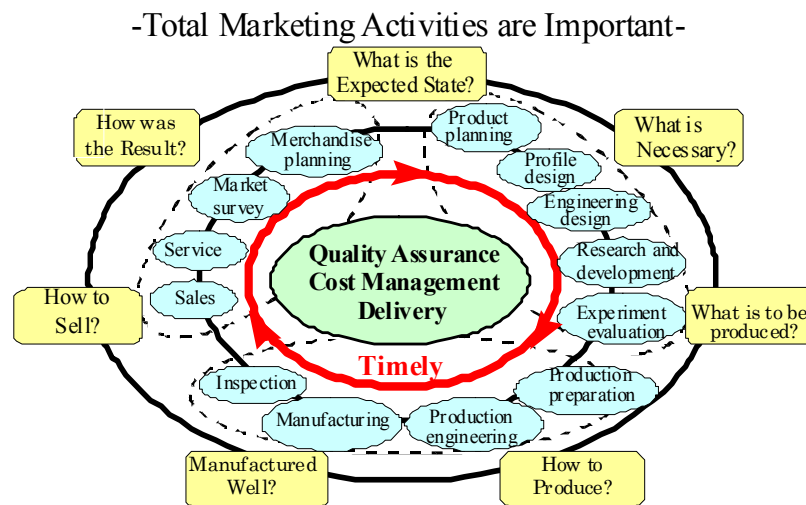 -Total Marketing Activities are Important-
What is the
Expected State?
How was
the Result?
What is
Necessary?
Merchandise
planning
Product
planning
Profile
design
Market
survey
Engineering
design
Service
Quality Assurance
Cost Management
Delivery
Research and
development
Sales
Experiment
evaluation
How to
Sell?
What is to be
produced?
Timely
Inspection
Production
preparation
Manufacturing
Production
engineering
Manufactured
Well?
How to
Produce?